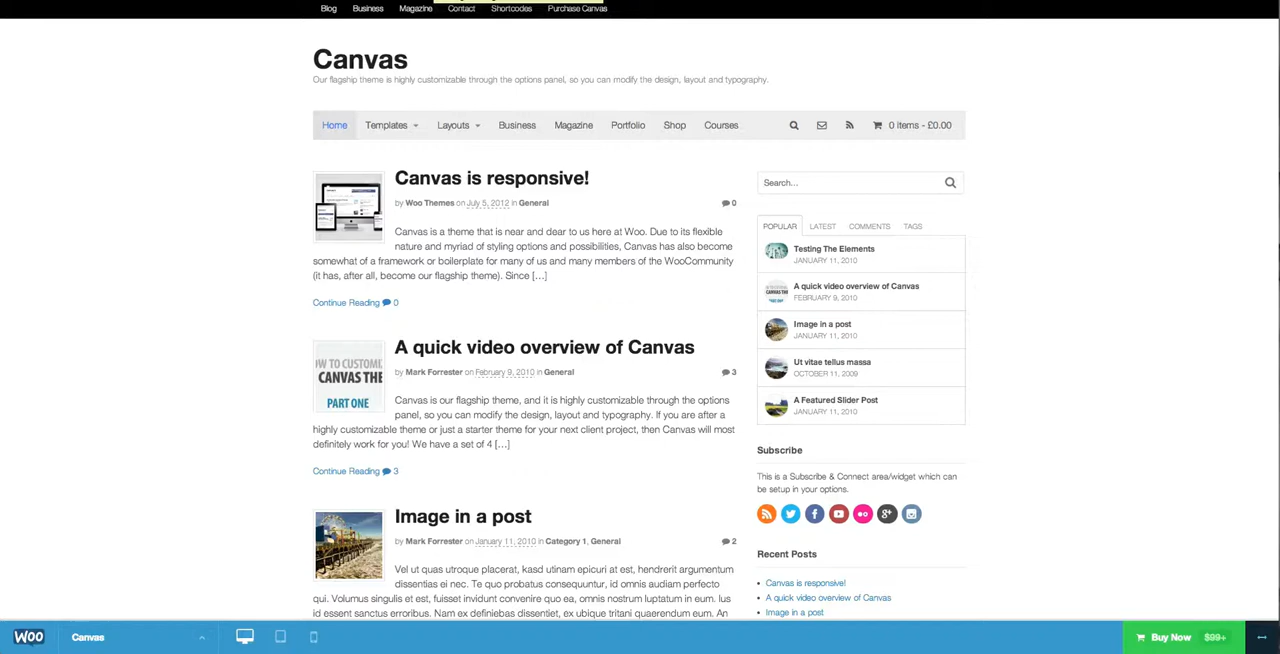 Blog Business Magazine Contact Shortcodes Purchase Canvas
Canvas
Our flagship theme is highly customizable through the options panel, so you can modify the design, layout and typography.
Home Templates Layouts Business Magazine Portfolio Shop Courses 0 items - £0.00
Canvas is responsive!
by Woo Themes on July 5, 2012 in General 0
Canvas is a theme that is near and dear to us here at Woo. Due to its flexible
nature and myriad of styling options and possibilities, Canvas has also become
somewhat of a framework or boilerplate for many of us and many members of the WooCommunity
(it has, after all, become our flagship theme). Since [...]
Continue Reading 0
OW TO CUSTOMI
CANVAS THE
PART ONE
A quick video overview of Canvas
by Mark Forrester on February 9, 2010 in General 3
Canvas is our flagship theme, and it is highly customizable through the options
panel, so you can modify the design, layout and typography. If you are after a
highly customizable theme or just a starter theme for your next client project, then Canvas will most
definitely work for you! We have a set of 4 [...]
Continue Reading 3
Image in a post
by Mark Forrester on January 11, 2010 in Category 1, General 2
Vel ut quas utroque placerat, kasd utinam epicuri at est, hendrerit argumentum
dissentias ei nec. Te quo probatus consequuntur, id omnis audiam perfecto
qui. Volumus singulis et est, fuisset invidunt convenire quo ea, omnis nostrum luptatum in eum. Ius
id essent sanctus erroribus. Nam ex definiebas dissentiet, ex ubique tritani quaerendum eum. An
Search...
POPULAR LATEST COMMENTS TAGS
Testing The Elements
JANUARY 11, 2010
CANVAS THE
A quick video overview of Canvas
FEBRUARY 9, 2010
Image in a post
JANUARY 11, 2010
Ut vitae tellus massa
OCTOBER 11, 2009
A Featured Slider Post
JANUARY 11, 2010
Subscribe
This is a Subscribe & Connect area/widget which can
be setup in your options.
Recent Posts
Canvas is responsive!
A quick video overview of Canvas
Image in a post
WOO Canvas Buy Now $99+